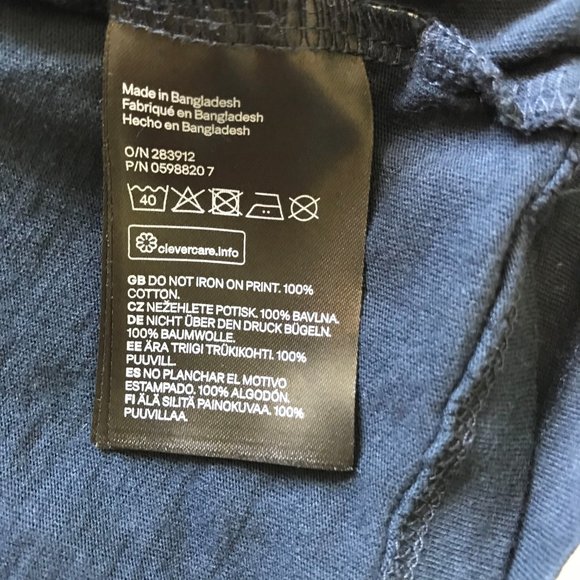 Made in Bangladesh
Fabriqué en Bangladesh
Hecho en Bangladesh
O/N 283912
P/N 0598820 7
40
clevercare.info
GB DO NOT IRON ON PRINT. 100%
COTTON.
CZ NEŽEHLETE POTISK. 100% BAVLNA.
DE NICHT ÜBER DEN DRUCK BÜGELN.
100% BAUMWOLLE.
EE ÄRA TRIIGI TRÜKIKOHTI. 100%
PUUVILL.
ES NO PLANCHAR EL MOTIVO
ESTAMPADO. 100% ALGODÓN.
FI ÄLÄ SILITÄ PAINOKUVAA. 100%
PUUVILLAA.